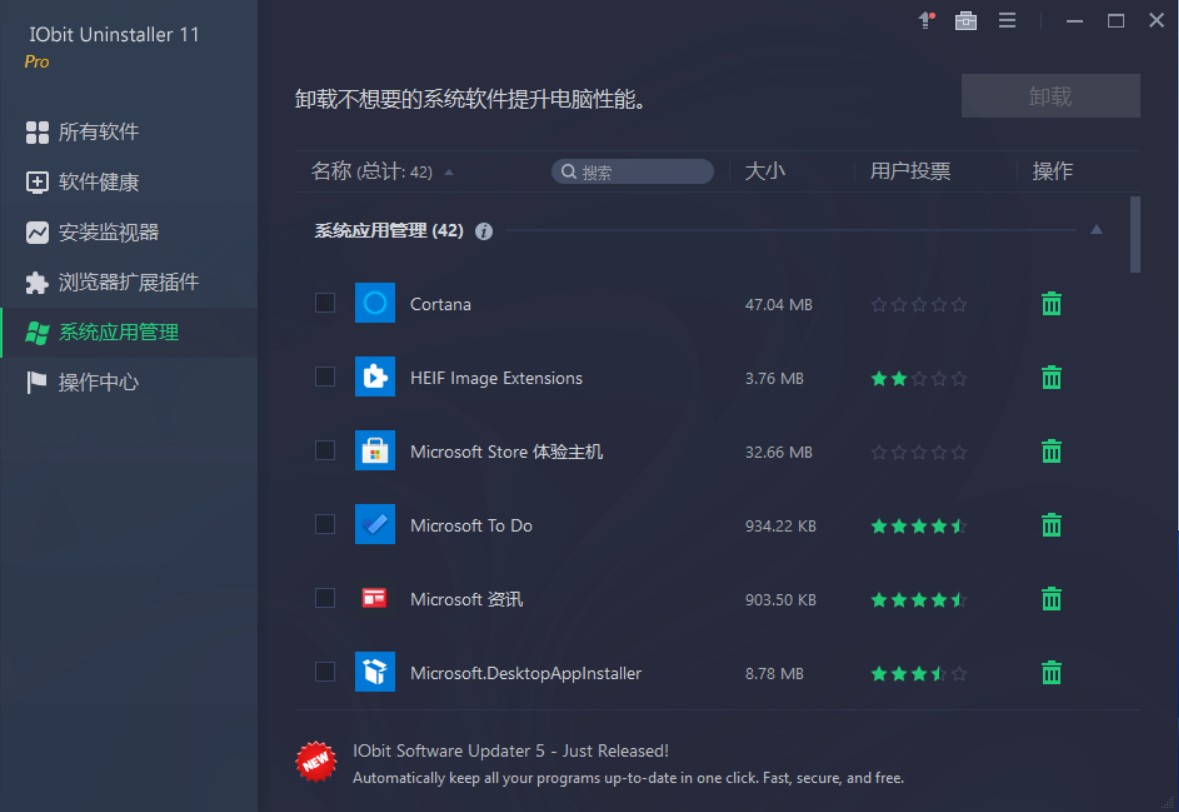 IObit Uninstaller 11
Pro
所有软件
软件健康
安装监视器
浏览器扩展插件
系统应用管理
操作中心
卸载不想要的系统软件提升电脑性能。
卸载
名称 (总计: 42) 搜索 大小 用户投票 操作
系统应用管理 (42)
Cortana 47.04 MB
HEIF Image Extensions 3.76 MB
Microsoft Store 体验主机 32.66 MB
Microsoft To Do 934.22 KB
Microsoft 资讯 903.50 KB
Microsoft.DesktopAppInstaller 8.78 MB
NEW
IObit Software Updater 5 - Just Released!
Automatically keep all your programs up-to-date in one click. Fast, secure, and free.